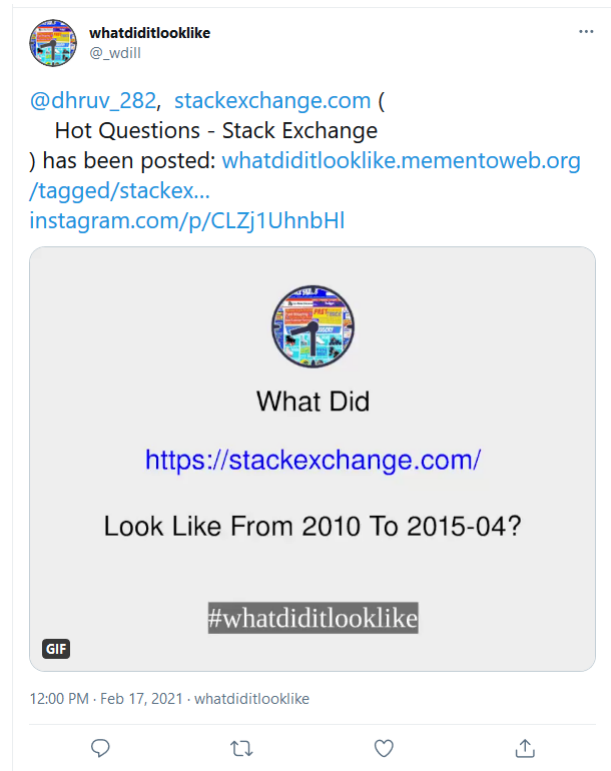 whatdiditlooklike
@_wdill
@dhruv_282, stackexchange.com (
Hot Questions - Stack Exchange
) has been posted: whatdiditlooklike.mementoweb.org
/tagged/stackex...
instagram.com/p/CLZj1UhnbHl
What Did
https://stackexchange.com/
Look Like From 2010 To 2015-04?
#whatdiditlooklike
GIF
12:00 PM · Feb 17, 2021 · whatdiditlooklike